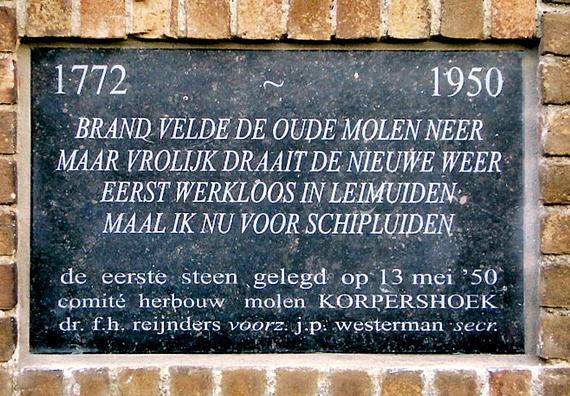 1772 ~ 1950
BRAND VELDE DE OUDE MOLEN NEER
MAAR VROLIJK DRAAIT DE NIEUWE WEER
EERST WERKLOOS IN LEIMUIDEN
MAAL IK NU VOOR SCHIPLUIDEN
de eerste steen gelegd op 13 mei '50
comité herbouw molen KORPERSHOEK
dr. f.h. reijnders voorz. j.p. westerman secr.